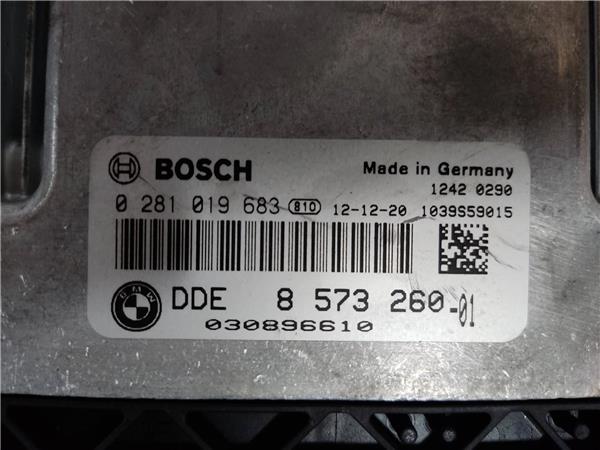 BOSCH
Made in Germany
1242 0290
0 281 019 683 810 12-12-20 1039S59015
BMW DDE 8 573 260-01
030896610